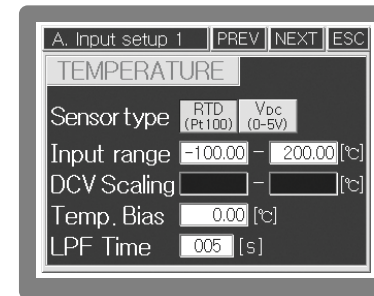 A. Input setup 1 PREV NEXT ESC
TEMPERATURE
Sensor type RTD (Pt100) VDC (0-5V)
Input range -100.00 - 200.00 [℃]
DCV Scaling - [℃]
Temp. Bias 0.00 [℃]
LPF Time 005 [s]